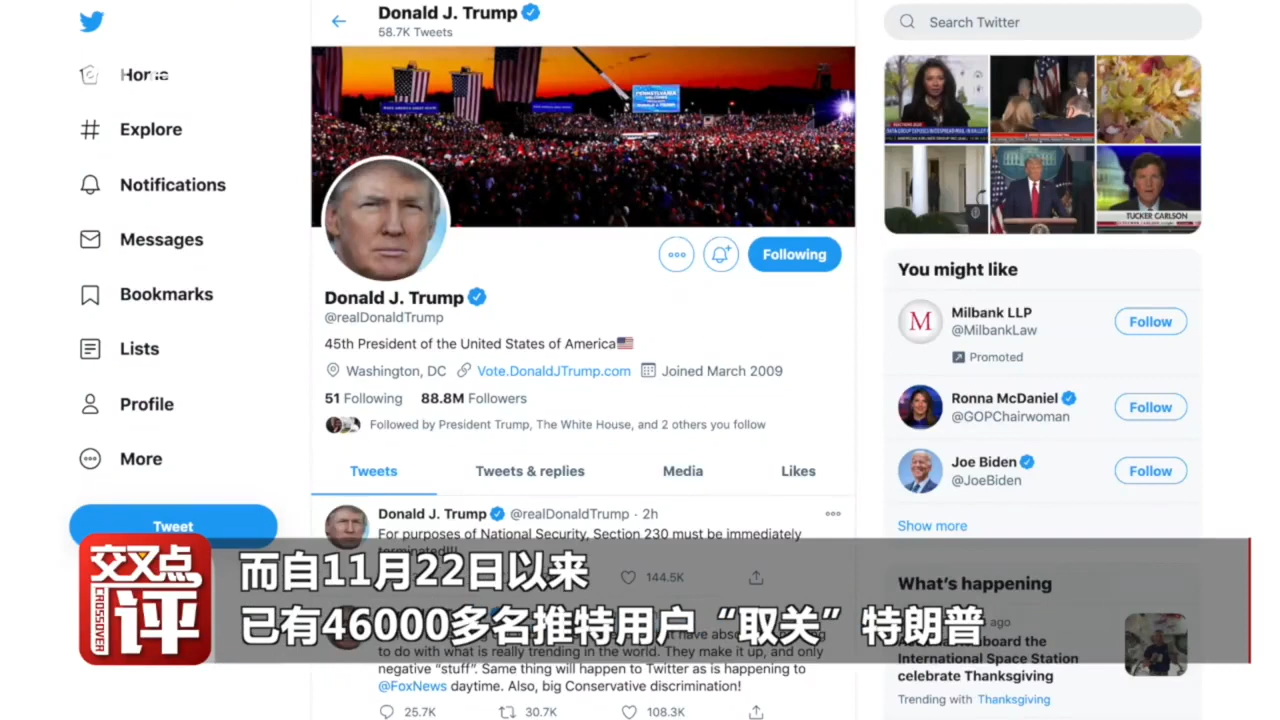 Donald J. Trump
58.7K Tweets
Search Twitter
Home
Explore
Notifications
Messages
Bookmarks
Lists
Profile
More
Tweet
PENNSYLVANIA
TUCKER CARLSON
Following
Donald J. Trump
@realDonaldTrump
45th President of the United States of America
Washington, DC Vote.DonaldJTrump.com Joined March 2009
51 Following 88.8M Followers
Followed by President Trump, The White House, and 2 others you follow
Tweets Tweets & replies Media Likes
Donald J. Trump @realDonaldTrump · 2h
For purposes of National Security, Section 230 must be immediately
terminated!!!
144.5K
to do with what is really trending in the world. They make it up, and only
negative “stuff”. Same thing will happen to Twitter as is happening to
@FoxNews daytime. Also, big Conservative discrimination!
25.7K 30.7K 108.3K
You might like
Milbank LLP
@MilbankLaw
Follow
Promoted
Ronna McDaniel
@GOPChairwoman
Follow
Joe Biden
@JoeBiden
Follow
Show more
What’s happening
ago
board the
International Space Station
celebrate Thanksgiving
Trending with Thanksgiving
交叉点
评
CROSSOVER
而自11月22日以来
已有46000多名推特用户“取关”特朗普